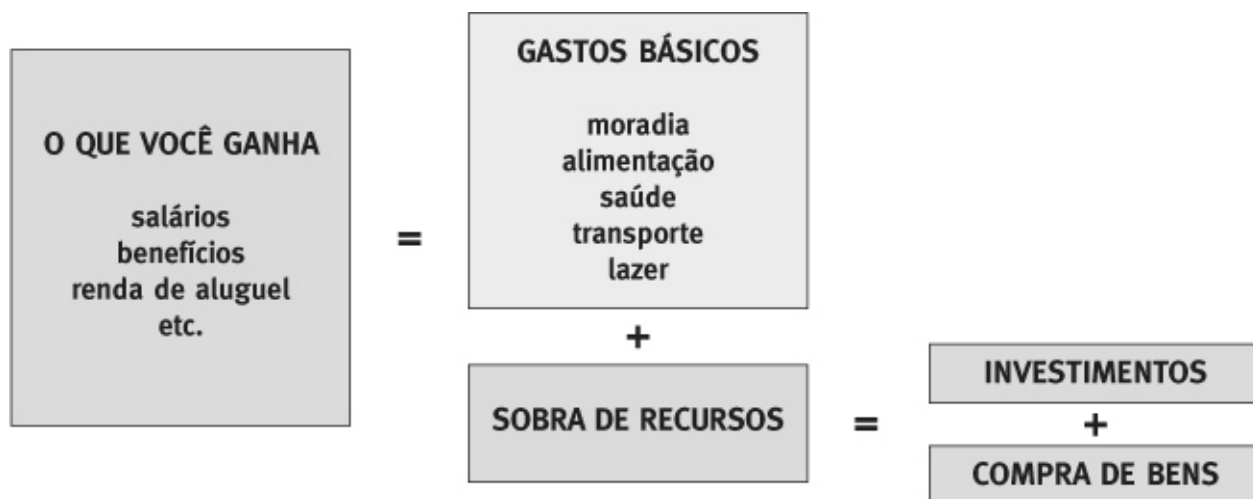 O QUE VOCÊ GANHA
salários
benefícios
renda de aluguel
etc.
=
GASTOS BÁSICOS
moradia
alimentação
saúde
transporte
lazer
+
SOBRA DE RECURSOS
=
INVESTIMENTOS
+
COMPRA DE BENS